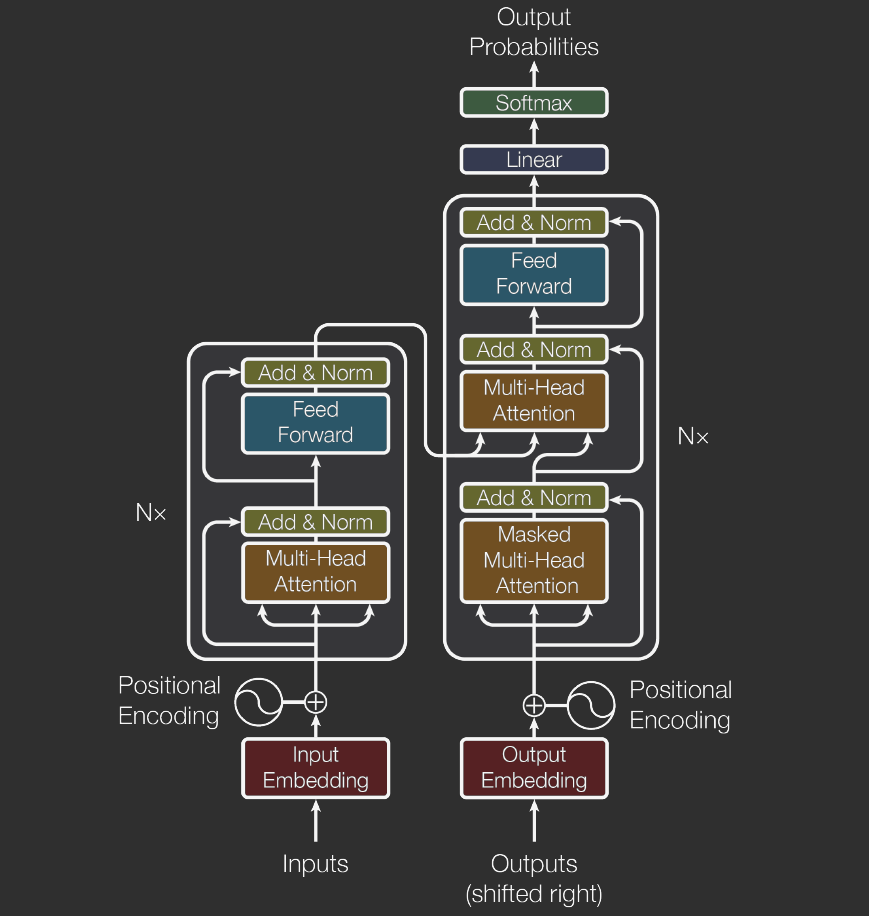 Output
Probabilities
Softmax
Linear
Add & Norm
Feed
Forward
Add & Norm
Multi-Head
Attention
N×
Add & Norm
Masked
Multi-Head
Attention
Add & Norm
Feed
Forward
N×
Add & Norm
Multi-Head
Attention
Positional
Encoding
Positional
Encoding
Input
Embedding
Output
Embedding
Inputs
Outputs
(shifted right)